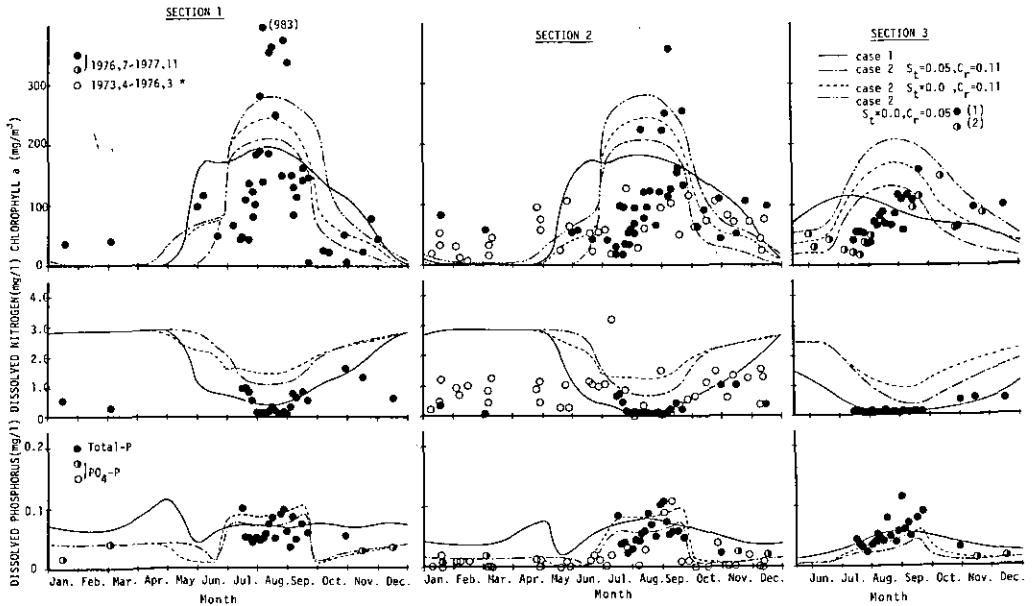 SECTION 1
SECTION 2
SECTION 3
(983)
1976,7~1977,11
1973,4~1976,3 *
case 1
case 2 St=0.05,Cr=0.11
case 2 St=0.0 ,Cr=0.11
case 2
St=0.0,Cr=0.05
(1)
(2)
CHLOROPHYLL a (mg/m³)
300
200
100
0
DISSOLVED NITROGEN(mg/l)
4.0
3.0
2.0
1.0
0
DISSOLVED PHOSPHORUS(mg/l)
0.2
0.1
0
Total-P
PO4-P
Jan. Feb. Mar. Apr. May Jun. Jul. Aug. Sep. Oct. Nov. Dec.
Month
Jan. Feb. Mar. Apr. May Jun. Jul. Aug. Sep. Oct. Nov. Dec.
Month
Jun. Jul. Aug. Sep. Oct. Nov. Dec.
Month